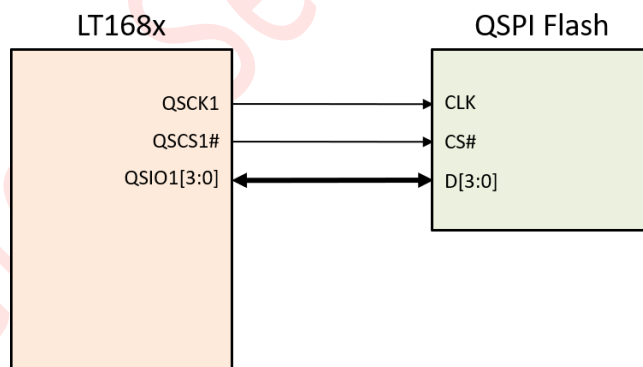 LT168x
QSPI Flash
QSCK1
CLK
QSCS1#
CS#
QSIO1[3:0]
D[3:0]